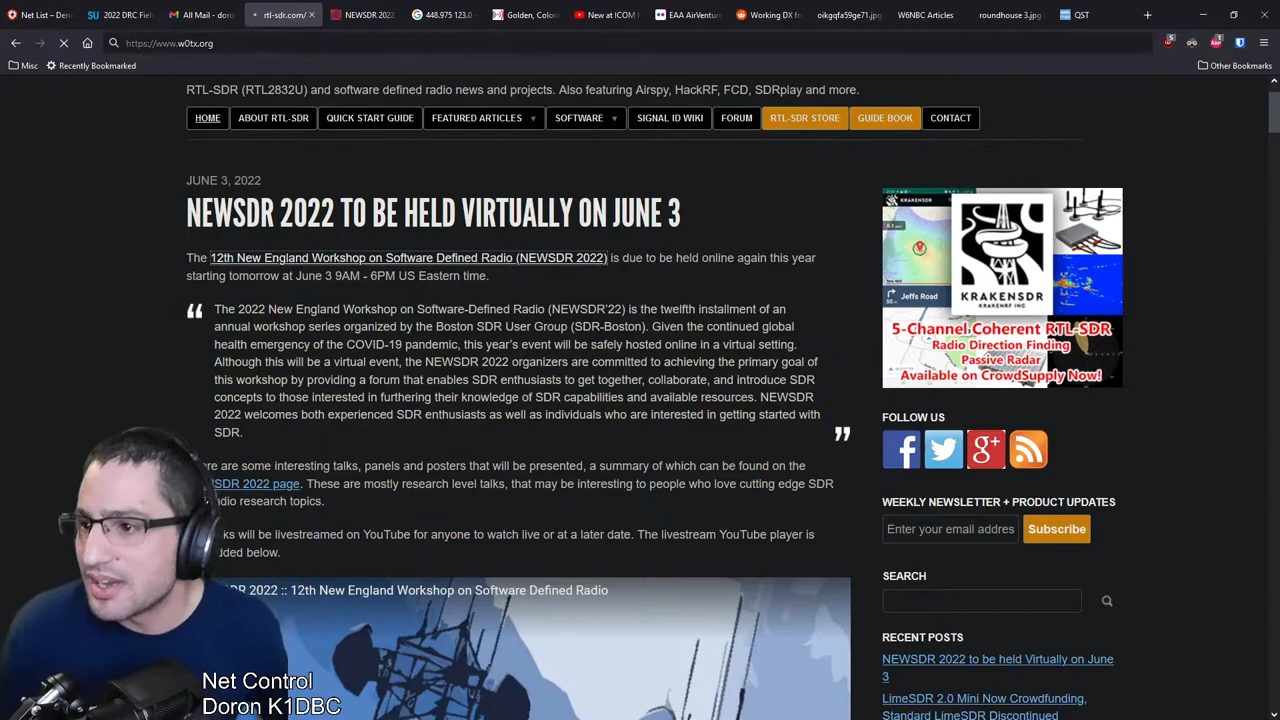 Net List – Den
2022 DRC Fiel
All Mail - doro
rtl-sdr.com/
NEWSDR 2022
448.975 123.0 -
Golden, Color
New at ICOM
EAA AirVentur
Working DX fr
oikgqfa59ge71.jpg
W6NBC Articles
roundhouse 3.jpg
QST
https://www.w0tx.org
Misc
Recently Bookmarked
Other Bookmarks
RTL-SDR (RTL2832U) and software defined radio news and projects. Also featuring Airspy, HackRF, FCD, SDRplay and more.
HOME
ABOUT RTL-SDR
QUICK START GUIDE
FEATURED ARTICLES
SOFTWARE
SIGNAL ID WIKI
FORUM
RTL-SDR STORE
GUIDE BOOK
CONTACT
JUNE 3, 2022
NEWSDR 2022 TO BE HELD VIRTUALLY ON JUNE 3
The 12th New England Workshop on Software Defined Radio (NEWSDR 2022) is due to be held online again this year
starting tomorrow at June 3 9AM - 6PM US Eastern time.
The 2022 New England Workshop on Software-Defined Radio (NEWSDR'22) is the twelfth installment of an
annual workshop series organized by the Boston SDR User Group (SDR-Boston). Given the continued global
health emergency of the COVID-19 pandemic, this year's event will be safely hosted online in a virtual setting.
Although this will be a virtual event, the NEWSDR 2022 organizers are committed to achieving the primary goal of
this workshop by providing a forum that enables SDR enthusiasts to get together, collaborate, and introduce SDR
concepts to those interested in furthering their knowledge of SDR capabilities and available resources. NEWSDR
2022 welcomes both experienced SDR enthusiasts as well as individuals who are interested in getting started with
SDR.
ere are some interesting talks, panels and posters that will be presented, a summary of which can be found on the
SDR 2022 page. These are mostly research level talks, that may be interesting to people who love cutting edge SDR
dio research topics.
ks will be livestreamed on YouTube for anyone to watch live or at a later date. The livestream YouTube player is
ded below.
DR 2022 :: 12th New England Workshop on Software Defined Radio
KRAKENSDR
Jeffs Road
KRAKENSDR
KRAKENRF INC
5-Channel Coherent RTL-SDR
Radio Direction Finding
Passive Radar
Available on CrowdSupply Now!
FOLLOW US
WEEKLY NEWSLETTER + PRODUCT UPDATES
Enter your email addres
Subscribe
SEARCH
RECENT POSTS
NEWSDR 2022 to be held Virtually on June
3
LimeSDR 2.0 Mini Now Crowdfunding,
Standard LimeSDR Discontinued
Net Control
Doron K1DBC